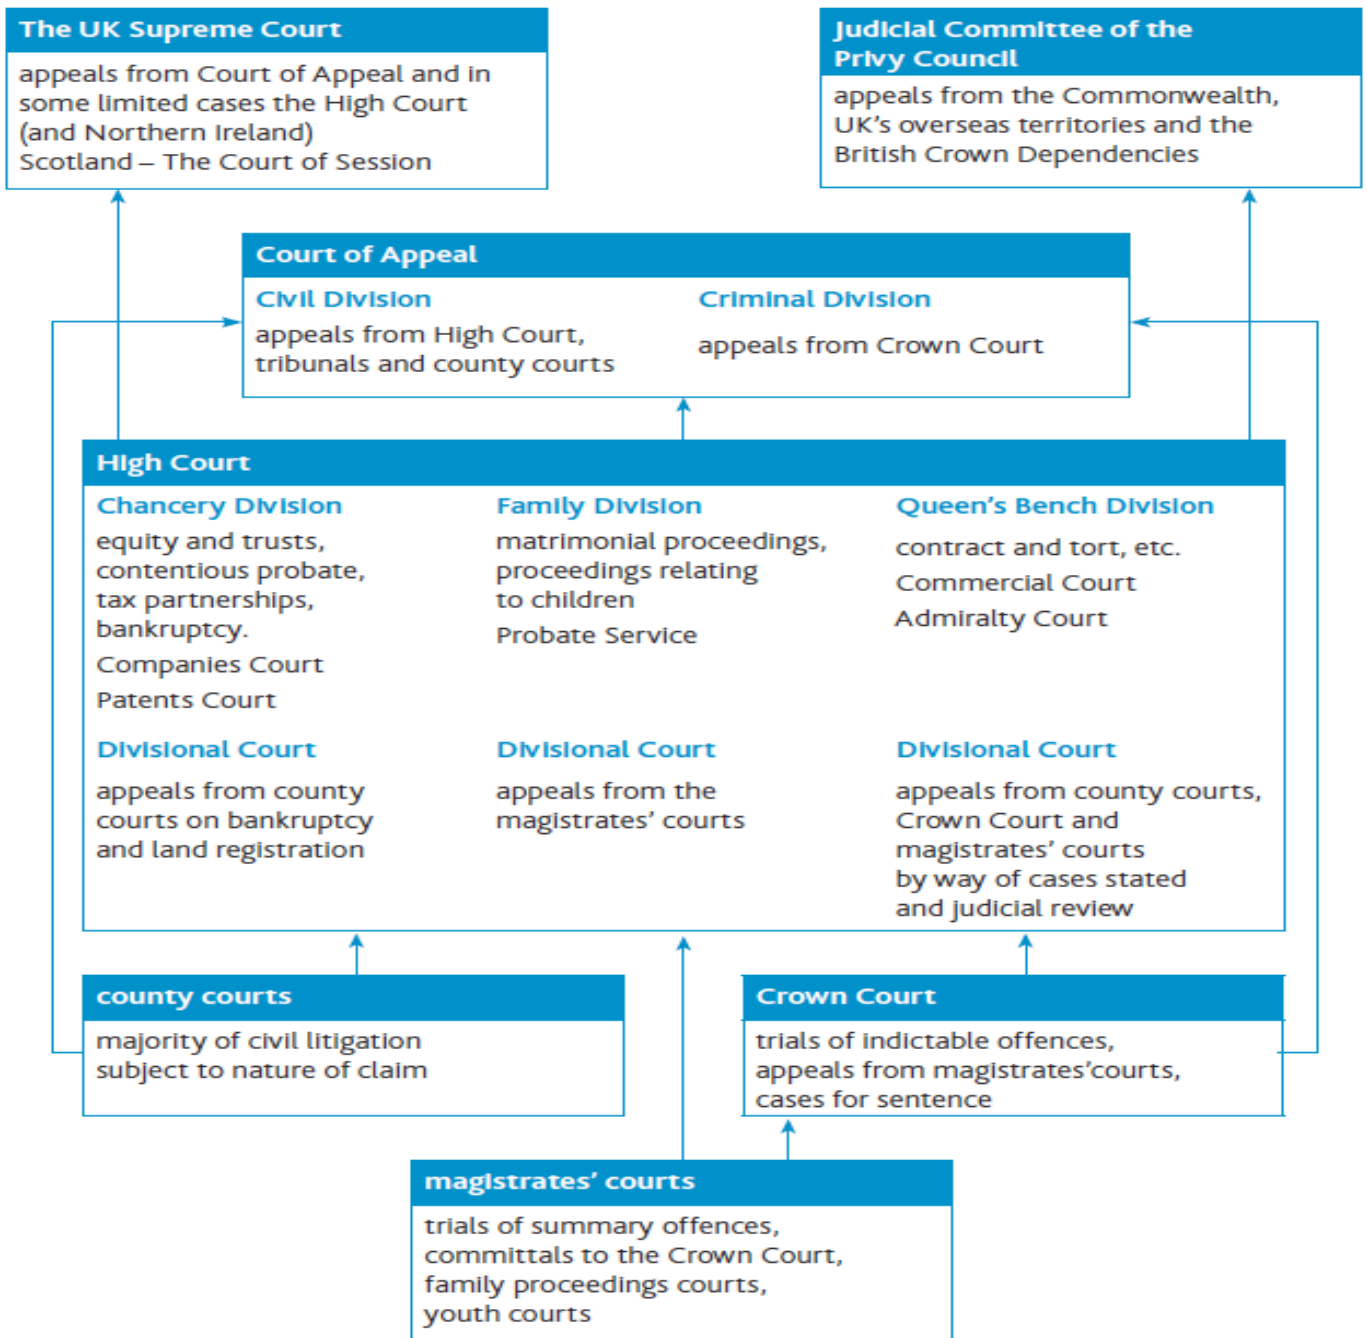 The UK Supreme Court
appeals from Court of Appeal and in
some limited cases the High Court
(and Northern Ireland)
Scotland – The Court of Session
Judicial Committee of the
Privy Council
appeals from the Commonwealth,
UK's overseas territories and the
British Crown Dependencies
Court of Appeal
Civil Division
appeals from High Court,
tribunals and county courts
Criminal Division
appeals from Crown Court
High Court
Chancery Division
equity and trusts,
contentious probate,
tax partnerships,
bankruptcy.
Companies Court
Patents Court
Family Division
matrimonial proceedings,
proceedings relating
to children
Probate Service
Queen's Bench Division
contract and tort, etc.
Commercial Court
Admiralty Court
Divisional Court
appeals from county
courts on bankruptcy
and land registration
Divisional Court
appeals from the
magistrates' courts
Divisional Court
appeals from county courts,
Crown Court and
magistrates' courts
by way of cases stated
and judicial review
county courts
majority of civil litigation
subject to nature of claim
Crown Court
trials of indictable offences,
appeals from magistrates'courts,
cases for sentence
magistrates' courts
trials of summary offences,
committals to the Crown Court,
family proceedings courts,
youth courts